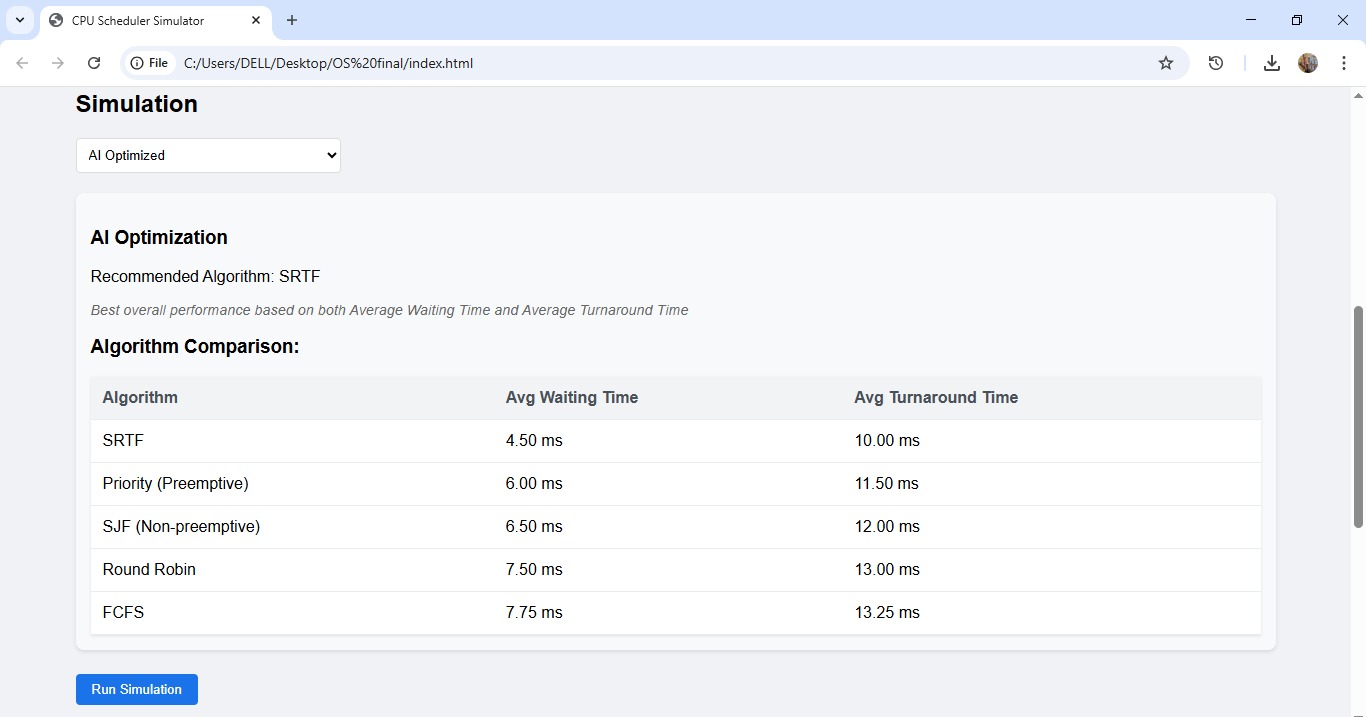 CPU Scheduler Simulator
File C:/Users/DELL/Desktop/OS%20final/index.html
Simulation
AI Optimized
AI Optimization
Recommended Algorithm: SRTF
Best overall performance based on both Average Waiting Time and Average Turnaround Time
Algorithm Comparison:
Algorithm Avg Waiting Time Avg Turnaround Time
SRTF 4.50 ms 10.00 ms
Priority (Preemptive) 6.00 ms 11.50 ms
SJF (Non-preemptive) 6.50 ms 12.00 ms
Round Robin 7.50 ms 13.00 ms
FCFS 7.75 ms 13.25 ms
Run Simulation